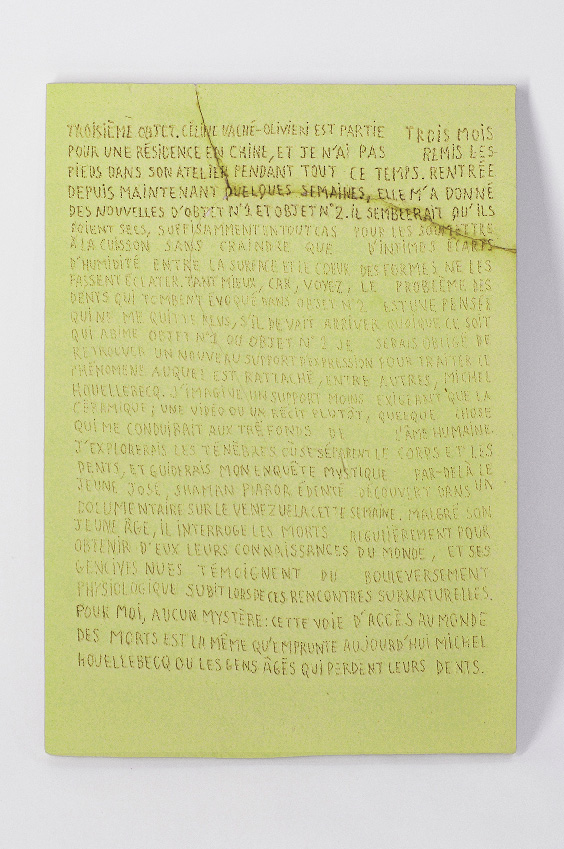 TROISIÈME OBJET. CÉLINE VACHÉ-OLIVIERI EST PARTIE TROIS MOIS
POUR UNE RÉSIDENCE EN CHINE, ET JE N'AI PAS REMIS LES
PIEDS DANS SON ATELIER PENDANT TOUT CE TEMPS. RENTRÉE
DEPUIS MAINTENANT QUELQUES SEMAINES, ELLE M'A DONNÉ
DES NOUVELLES D'OBJET N°1 ET OBJET N°2. IL SEMBLERAIT QU'ILS
SOIENT SECS, SUFFISAMMENT EN TOUT CAS POUR LES SOUMETTRE
À LA CUISSON SANS CRAINDRE QUE D'INTIMES ÉCARTS
D'HUMIDITÉ ENTRE LA SURFACE ET LE COEUR DES FORMES NE LES
FASSENT ÉCLATER. TANT MIEUX, CAR, VOYEZ, LE PROBLÈME DES
DENTS QUI TOMBENT ÉVOQUÉ DANS OBJET N°2 EST UNE PENSÉE
QUI NE ME QUITTE PLUS, S'IL DEVAIT ARRIVER QUOIQUE CE SOIT
QUI ABÎME OBJET N°1 OU OBJET N°2 JE SERAIS OBLIGÉ DE
RETROUVER UN NOUVEAU SUPPORT D'EXPRESSION POUR TRAITER CE
PHÉNOMÈNE AUQUEL EST RATTACHÉ, ENTRE AUTRES, MICHEL
HOUELLEBECQ. J'IMAGINE UN SUPPORT MOINS EXIGEANT QUE LA
CÉRAMIQUE ; UNE VIDÉO OU UN RÉCIT PLUTÔT, QUELQUE CHOSE
QUI ME CONDUIRAIT AUX TRÉFONDS DE L'ÂME HUMAINE.
J'EXPLORERAIS LES TÉNÈBRES OÙ SE SÉPARENT LE CORPS ET LES
DENTS, ET GUIDERAIS MON ENQUÊTE MYSTIQUE PAR-DELÀ LE
JEUNE JOSÉ, SHAMAN PIAROA ÉDENTÉ DÉCOUVERT DANS UN
DOCUMENTAIRE SUR LE VENEZUELA CETTE SEMAINE. MALGRÉ SON
JEUNE ÂGE, IL INTERROGE LES MORTS RÉGULIÈREMENT POUR
OBTENIR D'EUX LEURS CONNAISSANCES DU MONDE, ET SES
GENCIVES NUES TÉMOIGNENT DU BOULEVERSEMENT
PHYSIOLOGIQUE SUBIT LORS DE CES RENCONTRES SURNATURELLES.
POUR MOI, AUCUN MYSTÈRE : CETTE VOIE D'ACCÈS AU MONDE
DES MORTS EST LA MÊME QU'EMPRUNTE AUJOURD'HUI MICHEL
HOUELLEBECQ OU LES GENS ÂGÉS QUI PERDENT LEURS DENTS.